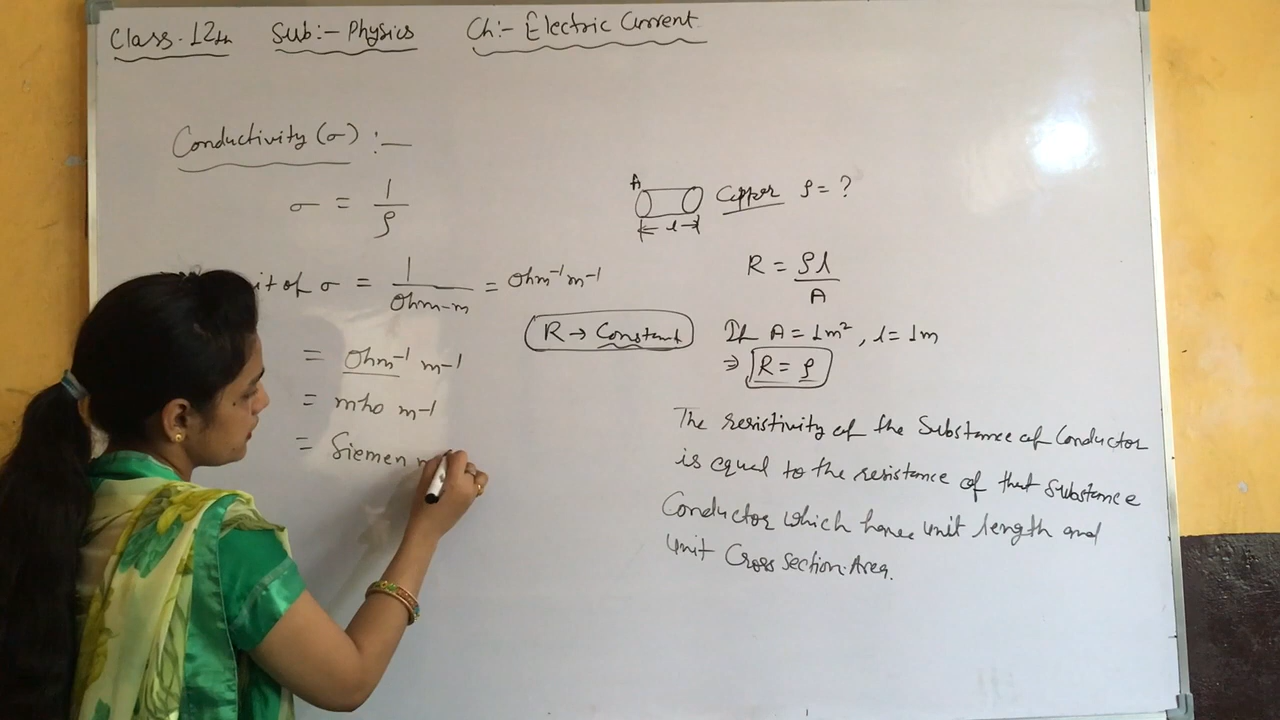 Class. 12th Sub:- Physics Ch:- Electric Current
Conductivity (σ) :-
σ = 1/ρ
it of σ = 1/Ohm-m = Ohm⁻¹ m⁻¹
= Ohm⁻¹ m⁻¹
= mho m⁻¹
= Siemen m
A
l
Copper ρ = ?
R = ρl/A
R → Constant
If A = 1m², l = 1m
⇒ R = ρ
The resistivity of the Substance of Conductor
is equal to the resistance of that substance
Conductor which have unit length and
Unit Cross section Area.